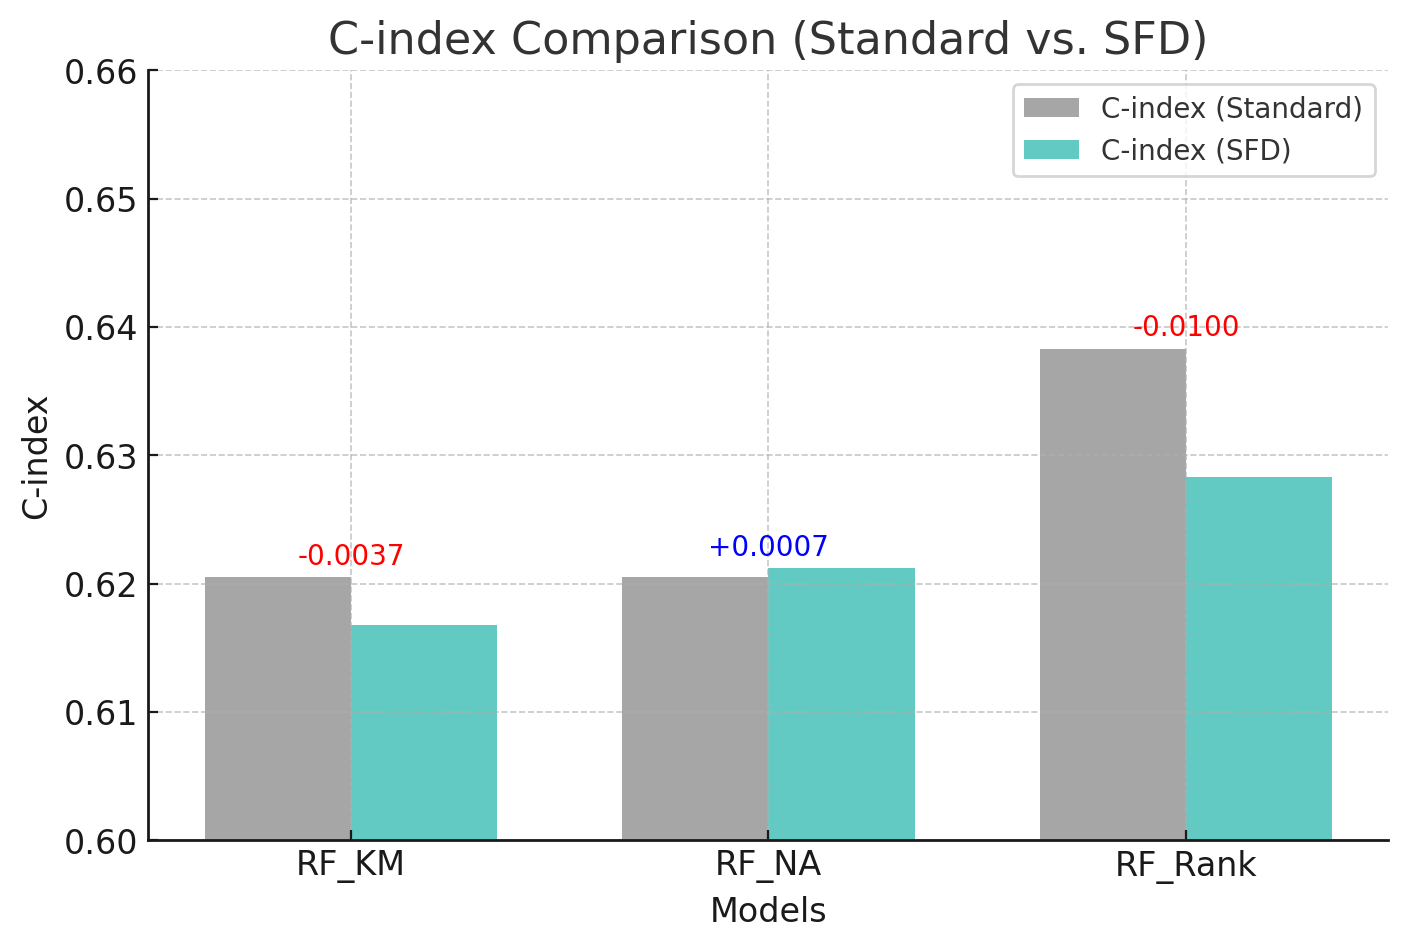 C-index Comparison (Standard vs. SFD)
C-index (Standard)
C-index (SFD)
C-index
0.66
0.65
0.64
0.63
0.62
0.61
0.60
-0.0037
+0.0007
-0.0100
RF_KM
RF_NA
RF_Rank
Models